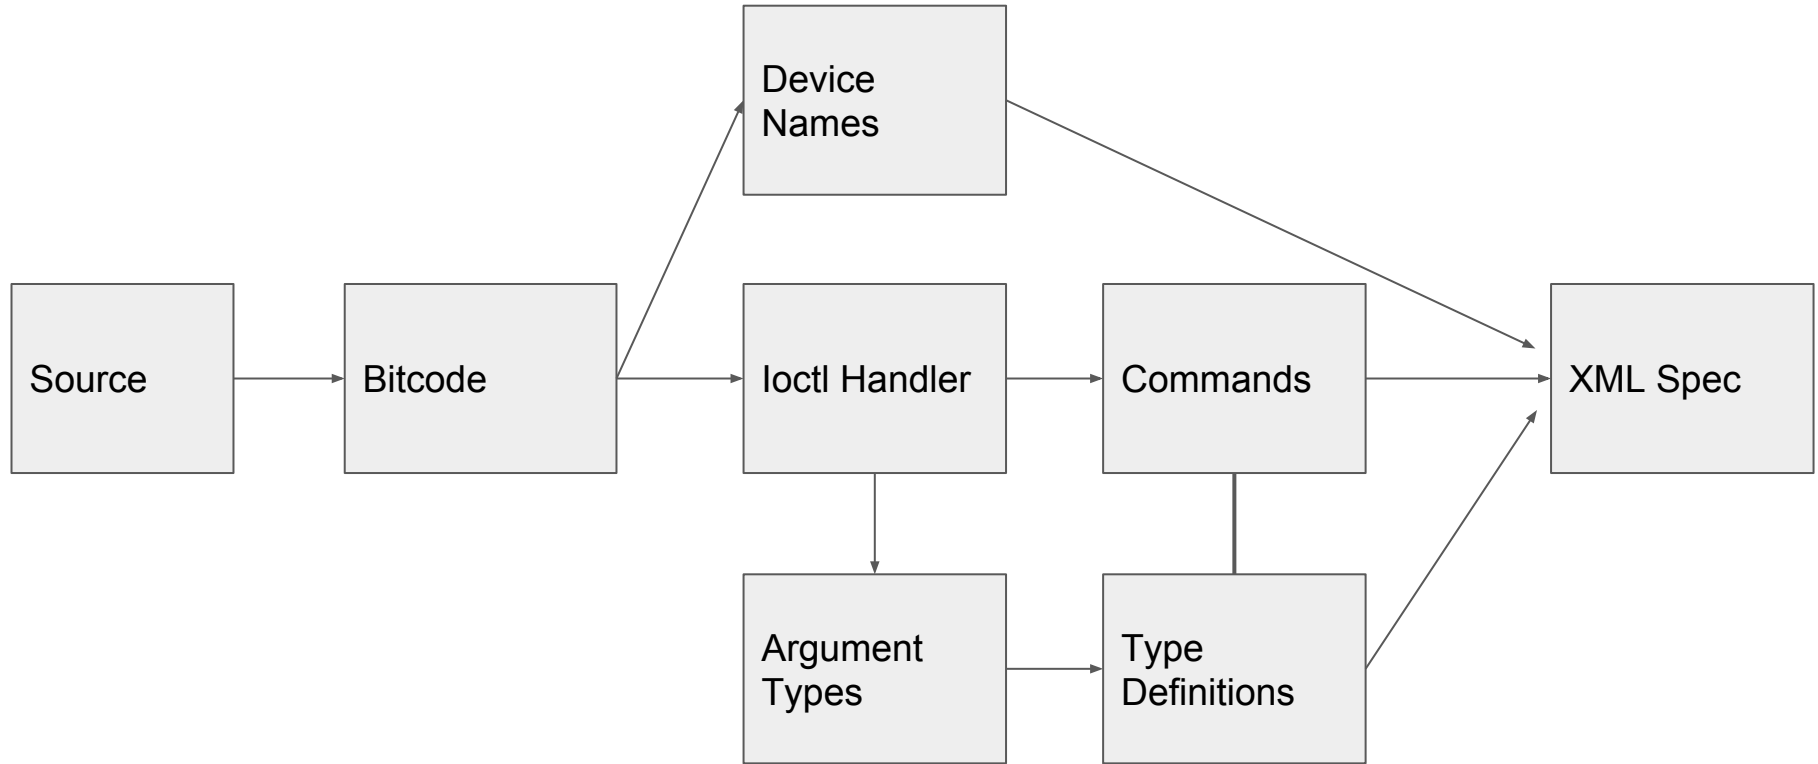 Device
Names
Source
Bitcode
Ioctl Handler
Commands
XML Spec
Argument
Types
Type
Definitions